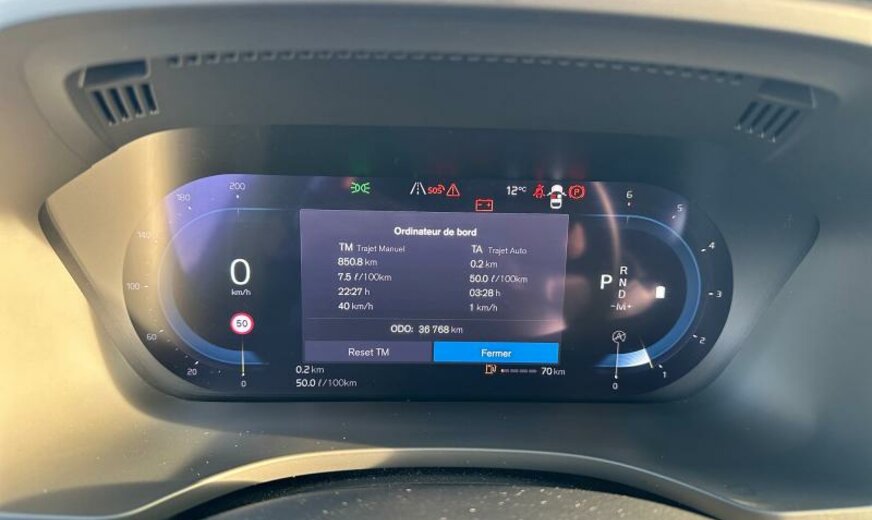 200
180
140
100
60
20
0
0
km/h
50
SOS
12°C
P
Ordinateur de bord
TM Trajet Manuel
TA Trajet Auto
850.8 km
0.2 km
7.5 ℓ/100km
50.0 ℓ/100km
22:27 h
03:28 h
40 km/h
1 km/h
ODO: 36 768 km
Reset TM
Fermer
0.2 km
50.0 ℓ/100km
70 km
P
R
N
D
-M+
A
6
5
4
3
2
1
0